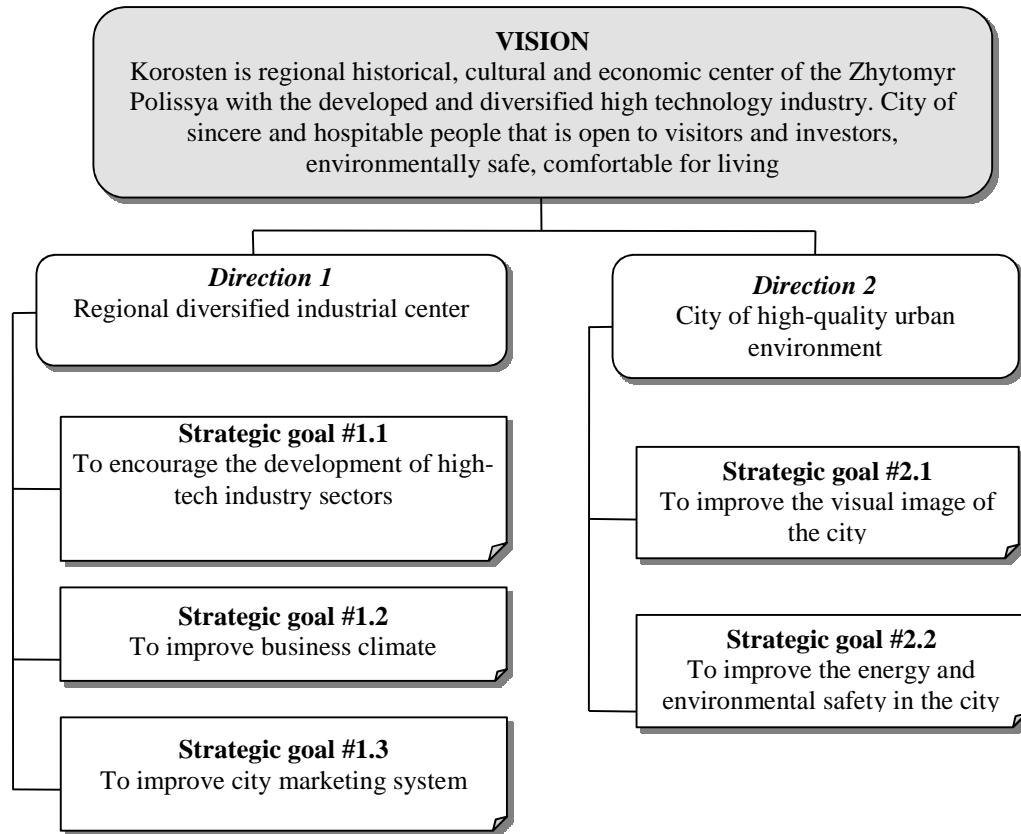 VISION
Korosten is regional historical, cultural and economic center of the Zhytomyr
Polissya with the developed and diversified high technology industry. City of
sincere and hospitable people that is open to visitors and investors,
environmentally safe, comfortable for living
Direction 1
Regional diversified industrial center
Strategic goal #1.1
To encourage the development of high-
tech industry sectors
Strategic goal #1.2
To improve business climate
Strategic goal #1.3
To improve city marketing system
Direction 2
City of high-quality urban
environment
Strategic goal #2.1
To improve the visual image of
the city
Strategic goal #2.2
To improve the energy and
environmental safety in the city